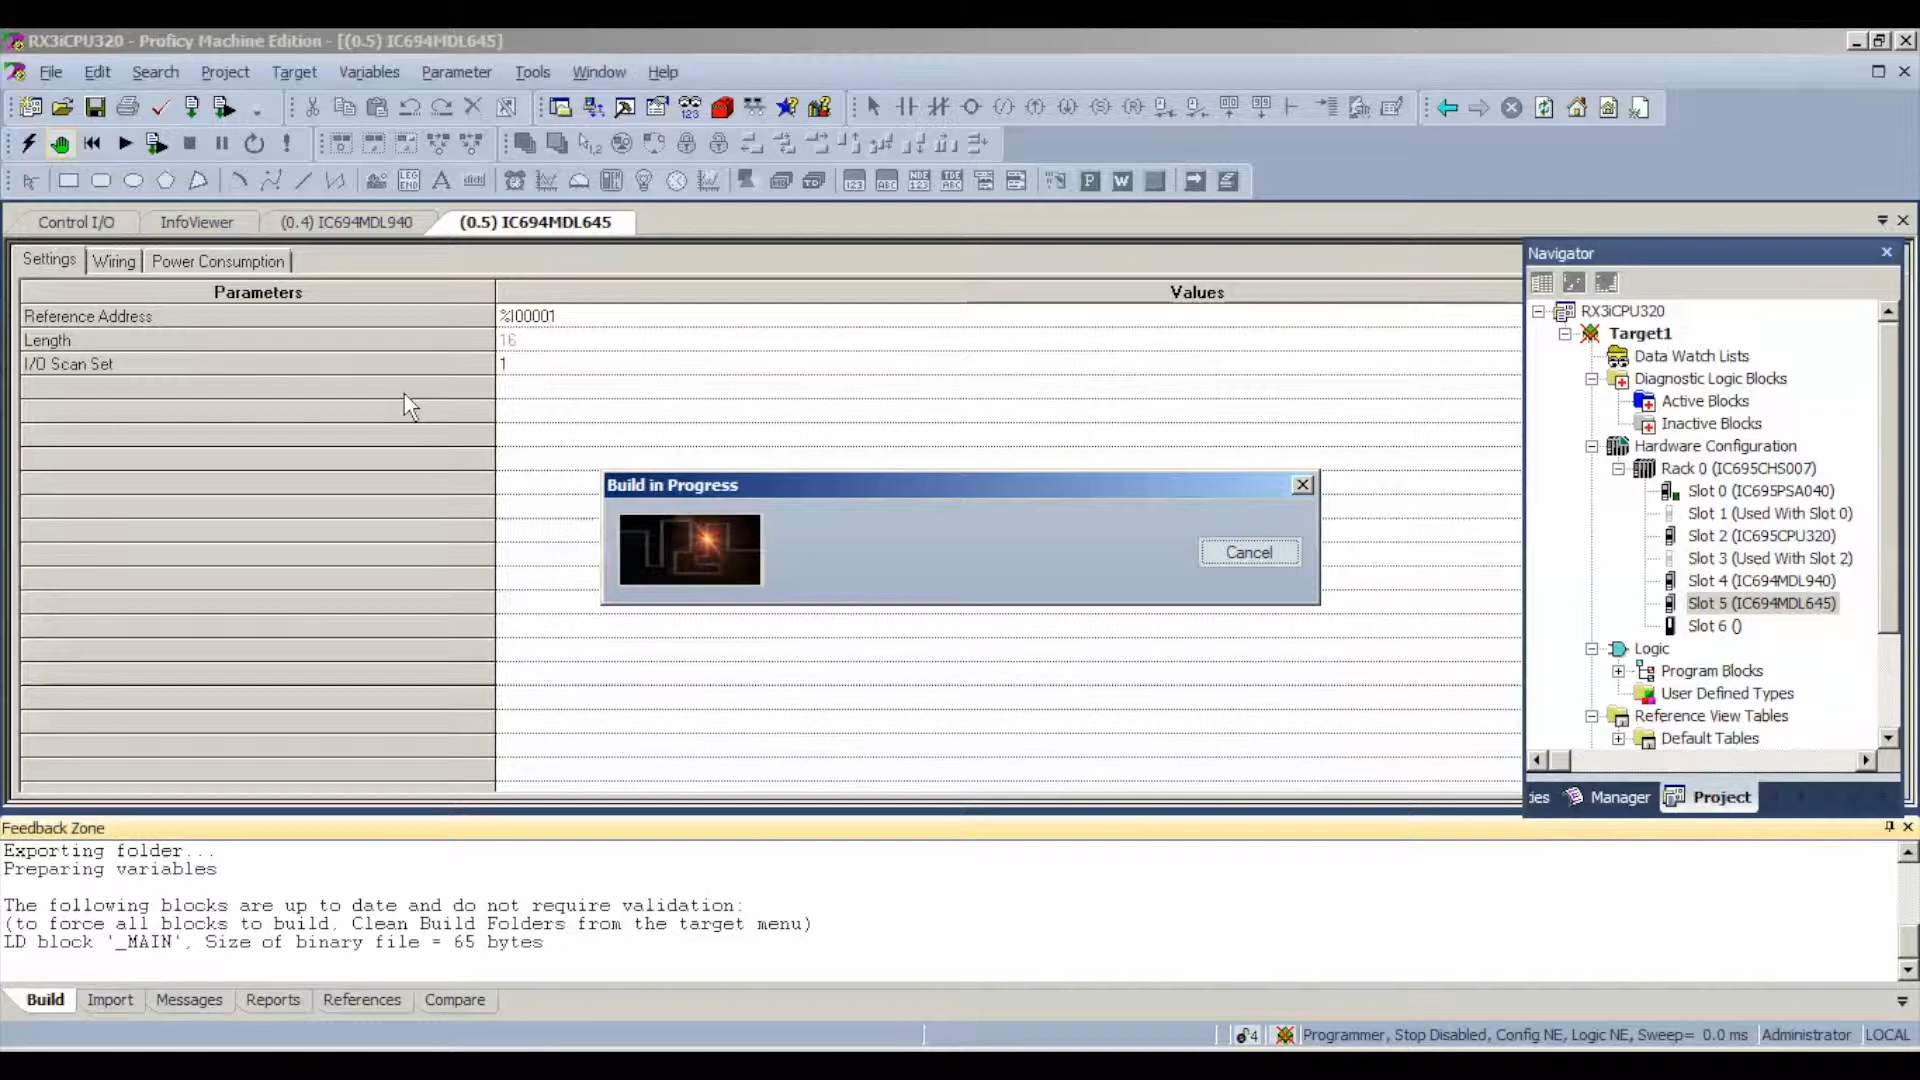 RX3iCPU320 - Proficy Machine Edition - [(0.5) IC694MDL645]
File Edit Search Project Target Variables Parameter Tools Window Help
Control I/O InfoViewer (0.4) IC694MDL940 (0.5) IC694MDL645
Settings Wiring Power Consumption
Parameters Values
Reference Address %I00001
Length 16
I/O Scan Set 1
Build in Progress
Cancel
Navigator
RX3iCPU320
Target1
Data Watch Lists
Diagnostic Logic Blocks
Active Blocks
Inactive Blocks
Hardware Configuration
Rack 0 (IC695CHS007)
Slot 0 (IC695PSA040)
Slot 1 (Used With Slot 0)
Slot 2 (IC695CPU320)
Slot 3 (Used With Slot 2)
Slot 4 (IC694MDL940)
Slot 5 (IC694MDL645)
Slot 6 ()
Logic
Program Blocks
User Defined Types
Reference View Tables
Default Tables
ies Manager Project
Feedback Zone
Exporting folder...
Preparing variables
The following blocks are up to date and do not require validation:
(to force all blocks to build, Clean Build Folders from the target menu)
LD block '_MAIN', Size of binary file = 65 bytes
Build Import Messages Reports References Compare
4 Programmer, Stop Disabled, Config NE, Logic NE, Sweep= 0.0 ms Administrator LOCAL